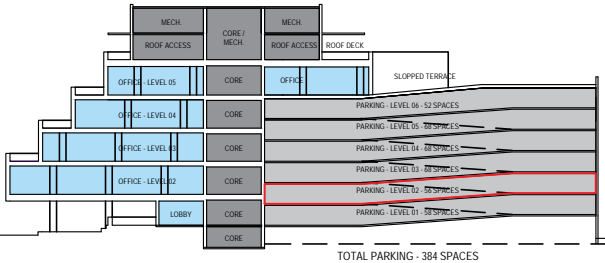 MECH.
CORE /
MECH.
MECH.
ROOF ACCESS
ROOF ACCESS
ROOF DECK
SLOPPED TERRACE
OFFICE - LEVEL 05
CORE
OFFICE
PARKING - LEVEL 06 - 52 SPACES
OFFICE - LEVEL 04
CORE
PARKING - LEVEL 05 - 68 SPACES
OFFICE - LEVEL 03
CORE
PARKING - LEVEL 04 - 68 SPACES
PARKING - LEVEL 03 - 68 SPACES
OFFICE - LEVEL 02
CORE
PARKING - LEVEL 02 - 56 SPACES
LOBBY
CORE
PARKING - LEVEL 01 - 58 SPACES
CORE
TOTAL PARKING - 384 SPACES